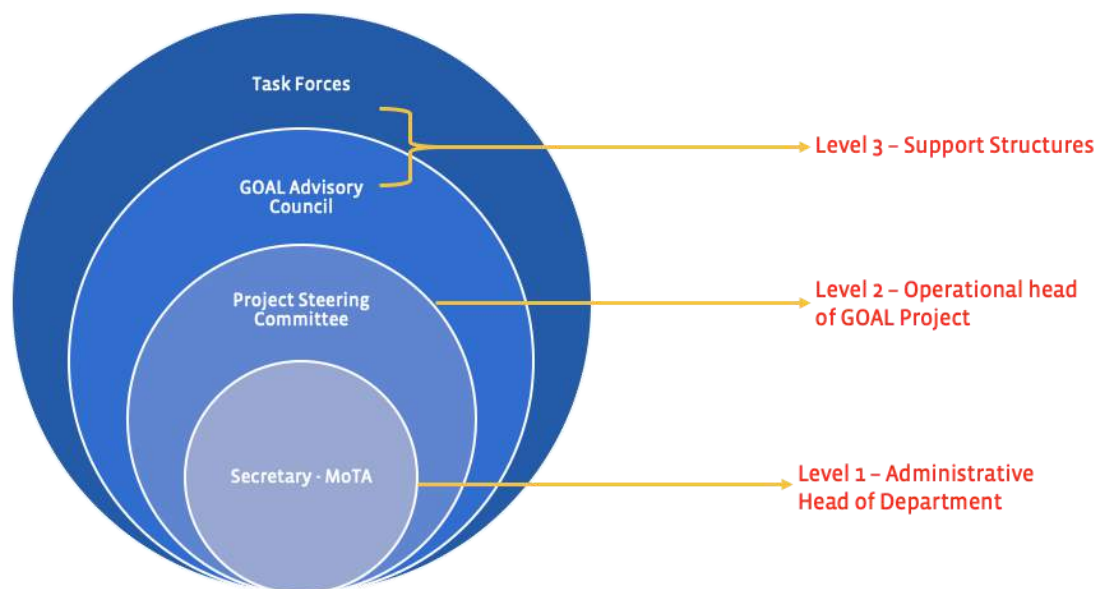 Task Forces
Level 3 – Support Structures
GOAL Advisory
Council
Project Steering
Committee
Level 2 – Operational head
of GOAL Project
Secretary - MoTA
Level 1 – Administrative
Head of Department